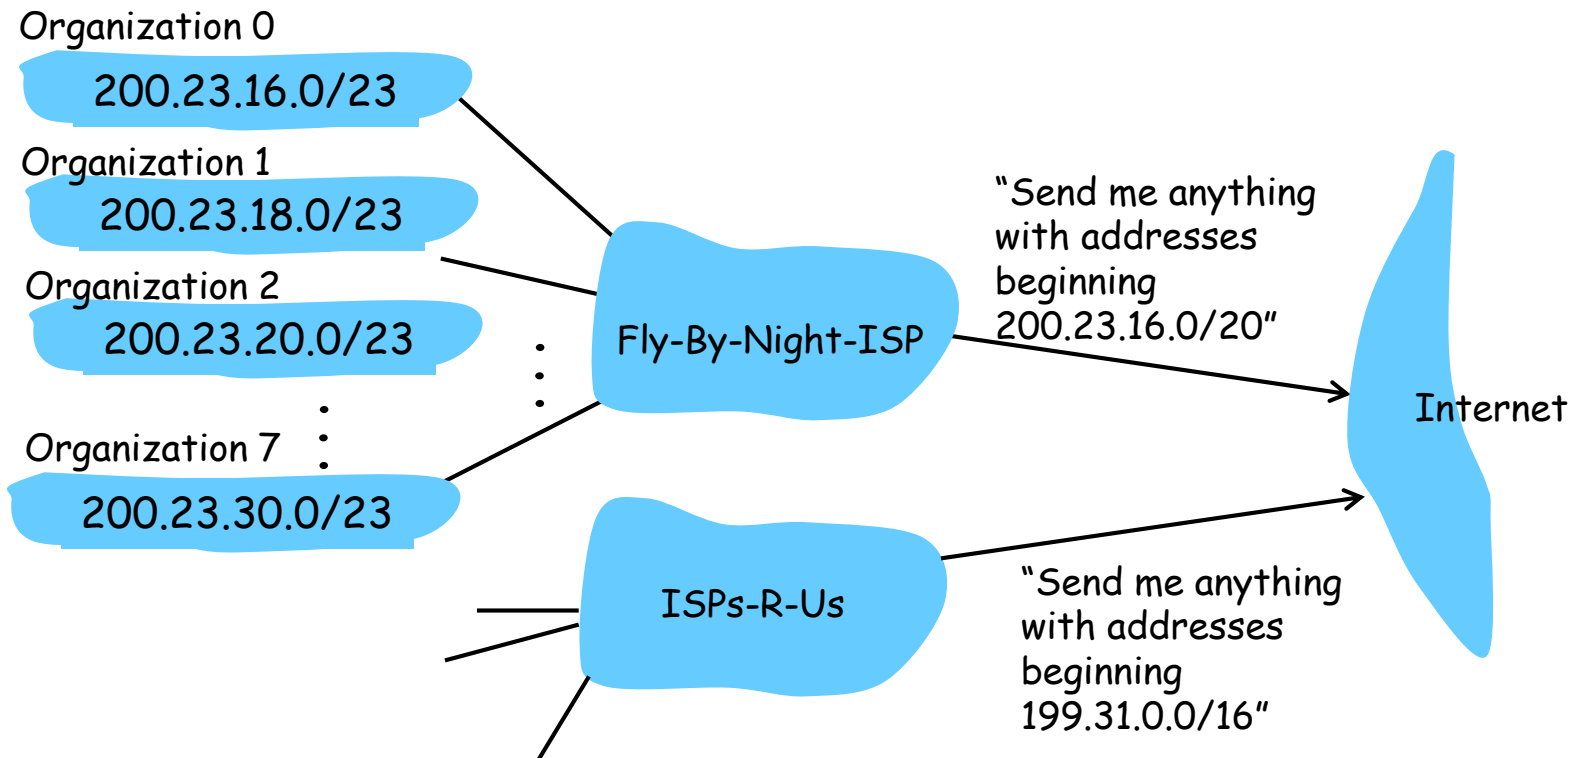 Organization 0
200.23.16.0/23
Organization 1
200.23.18.0/23
Organization 2
200.23.20.0/23
Organization 7
200.23.30.0/23
Fly-By-Night-ISP
“Send me anything
with addresses
beginning
200.23.16.0/20”
Internet
ISPs-R-Us
“Send me anything
with addresses
beginning
199.31.0.0/16”